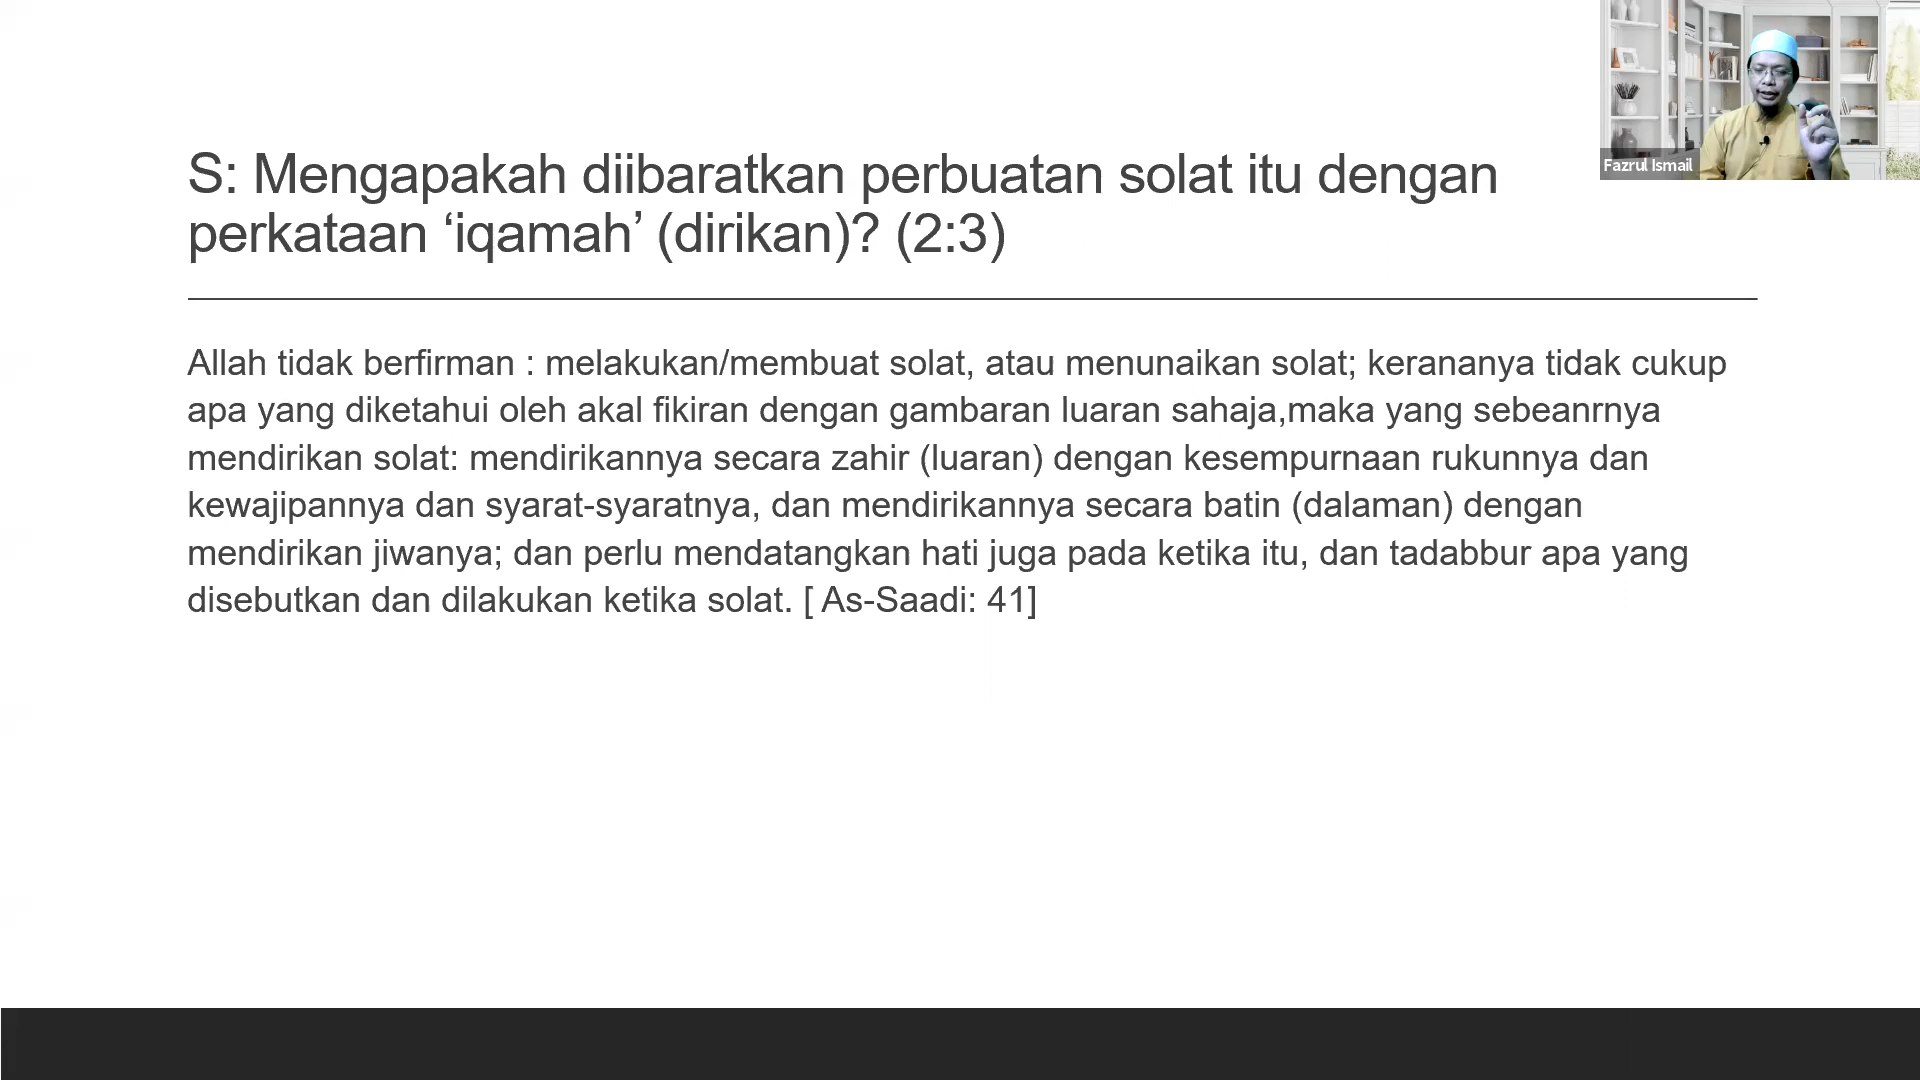 S: Mengapakah diibaratkan perbuatan solat itu dengan
perkataan ‘iqamah’ (dirikan)? (2:3)
Allah tidak berfirman : melakukan/membuat solat, atau menunaikan solat; kerananya tidak cukup
apa yang diketahui oleh akal fikiran dengan gambaran luaran sahaja,maka yang sebeanrnya
mendirikan solat: mendirikannya secara zahir (luaran) dengan kesempurnaan rukunnya dan
kewajipannya dan syarat-syaratnya, dan mendirikannya secara batin (dalaman) dengan
mendirikan jiwanya; dan perlu mendatangkan hati juga pada ketika itu, dan tadabbur apa yang
disebutkan dan dilakukan ketika solat. [ As-Saadi: 41]
Fazrul Ismail